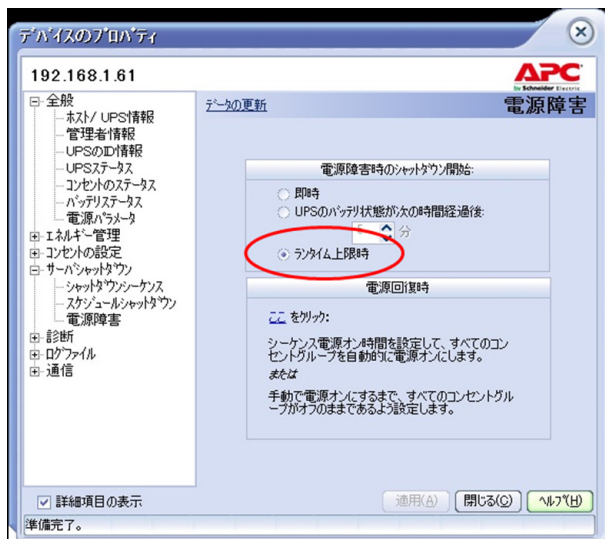 デバイスのプロパティ
192.168.1.61
APC
by Schneider Electric
電源障害
データの更新
全般
ホスト/ UPS情報
管理者情報
UPSのID情報
UPSステータス
コンセントのステータス
バッテリステータス
電源パラメータ
エネルギー管理
コンセントの設定
サーバシャットダウン
シャットダウンシーケンス
スケジュールシャットダウン
電源障害
診断
ログファイル
通信
電源障害時のシャットダウン開始:
即時
UPSのバッテリ状態が次の時間経過後:
5 分
ランタイム上限時
電源回復時
ここ をクリック:
シーケンス電源オン時間を設定して、すべてのコン
セントグループを自動的に電源オンにします。
または
手動で電源オンにするまで、すべてのコンセントグル
ープがオフのままであるよう設定します。
詳細項目の表示
適用(A)
閉じる(C)
ヘルプ(H)
準備完了。